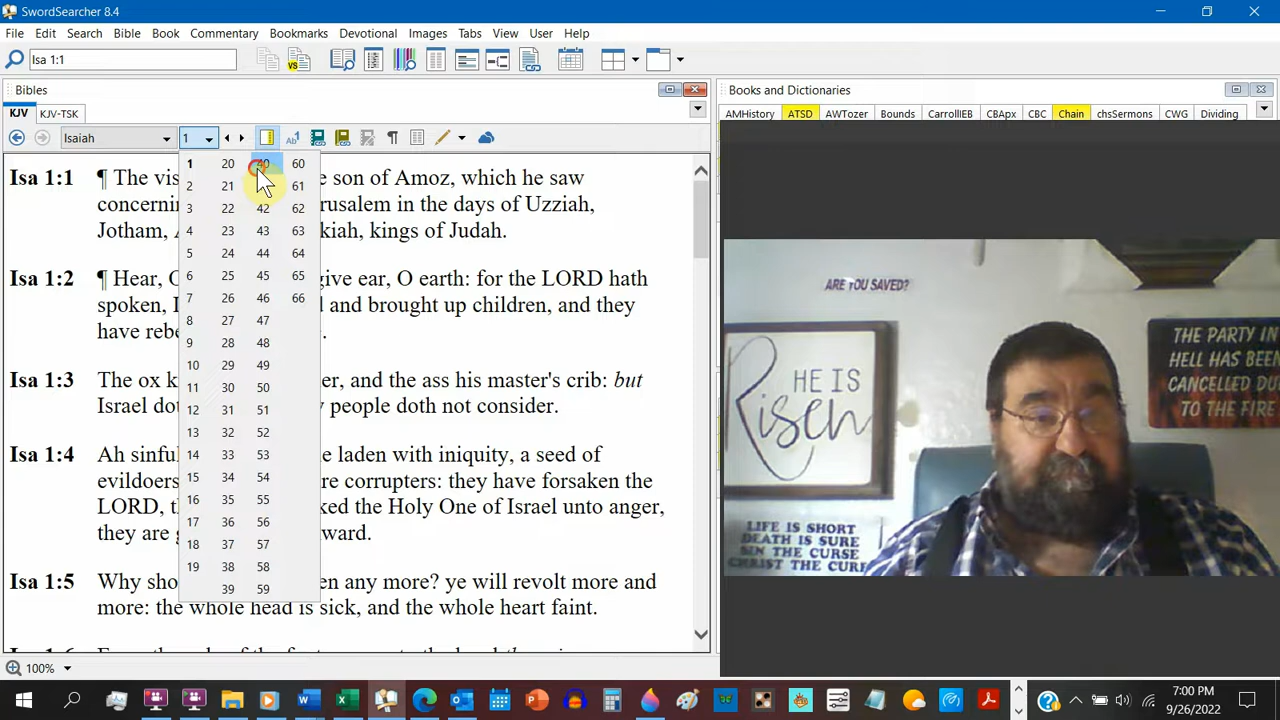 SwordSearcher 8.4
File Edit Search Bible Book Commentary Bookmarks Devotional Images Tabs View User Help
Isa 1:1
VS
Bibles
Books and Dictionaries
KJV KJV-TSK
AMHistory ATSD AWTozer Bounds CarrollEIB CBApx CBC Chain chsSermons CWG Dividing
Isaiah 1
1 20 40 60
2 21 61
3 22 42 62
4 23 43 63
5 24 44 64
6 25 45 65
7 26 46 66
8 27 47
9 28 48
10 29 49
11 30 50
12 31 51
13 32 52
14 33 53
15 34 54
16 35 55
17 36 56
18 37 57
19 38 58
39 59
Isa 1:1 ¶ The vis e son of Amoz, which he saw
concerni rusalem in the days of Uzziah,
Jotham, kiah, kings of Judah.
Isa 1:2 ¶ Hear, O give ear, O earth: for the LORD hath
spoken, I and brought up children, and they
have rebe
Isa 1:3 The ox k er, and the ass his master's crib: but
Israel dot y people doth not consider.
Isa 1:4 Ah sinful e laden with iniquity, a seed of
evildoers re corrupters: they have forsaken the
LORD, th ked the Holy One of Israel unto anger,
they are g ward.
Isa 1:5 Why sho en any more? ye will revolt more and
more: the whole head is sick, and the whole heart faint.
100%
ARE YOU SAVED?
HE IS
Risen
THE PARTY IN
HELL HAS BEEN
CANCELLED DU
TO THE FIRE
LIFE IS SHORT
DEATH IS SURE
SIN THE CURSE
CHRIST THE CURE
7:00 PM
9/26/2022